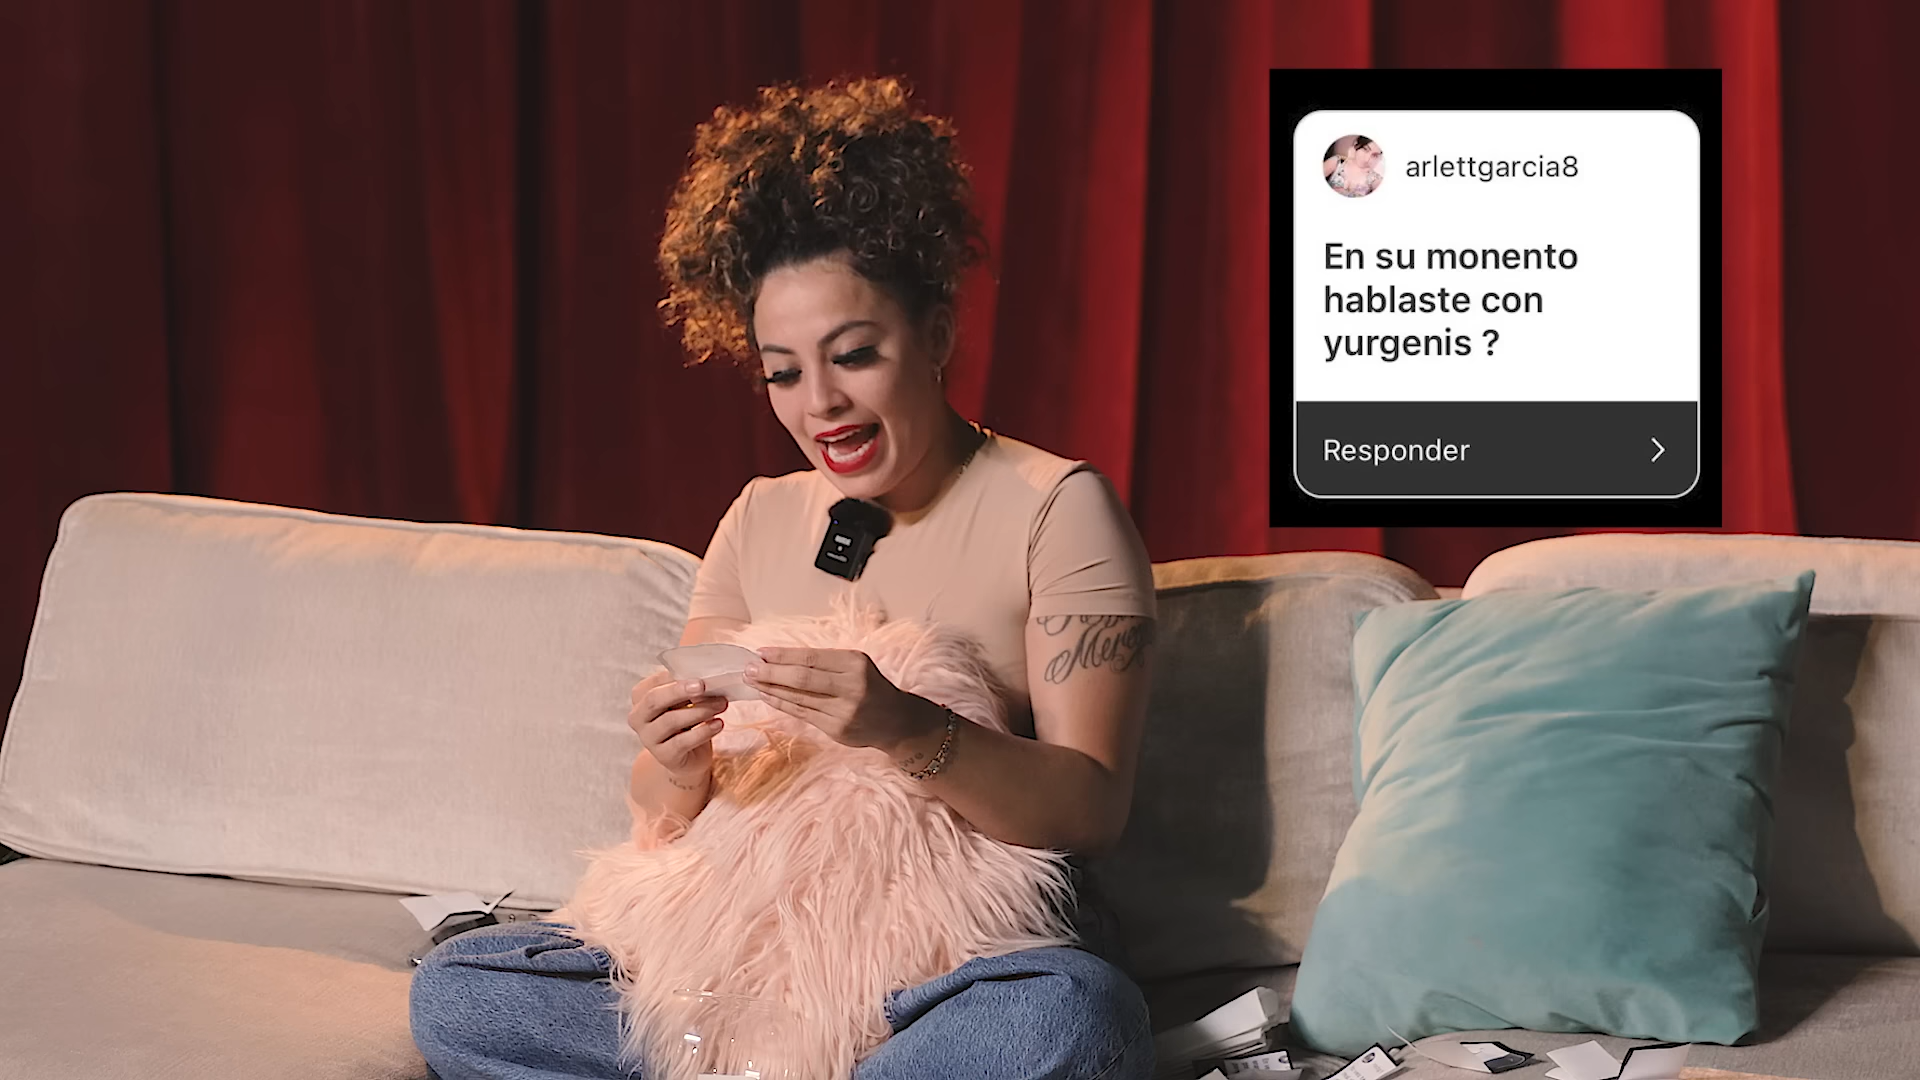 arlettgarcia8
En su monento
hablaste con
yurgenis ?
Responder